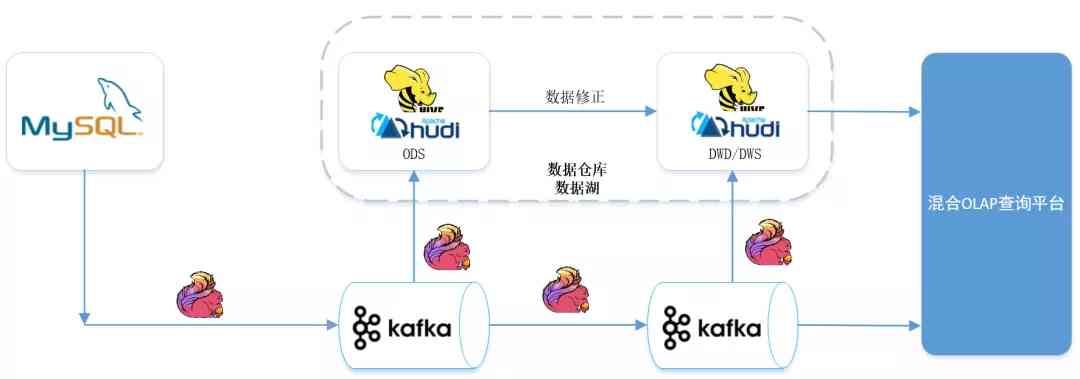 MySQL
HIVE
Apache
hudi
ODS
数据修正
HIVE
Apache
hudi
DWD/DWS
数据仓库
数据湖
混合OLAP查询平台
kafka
kafka